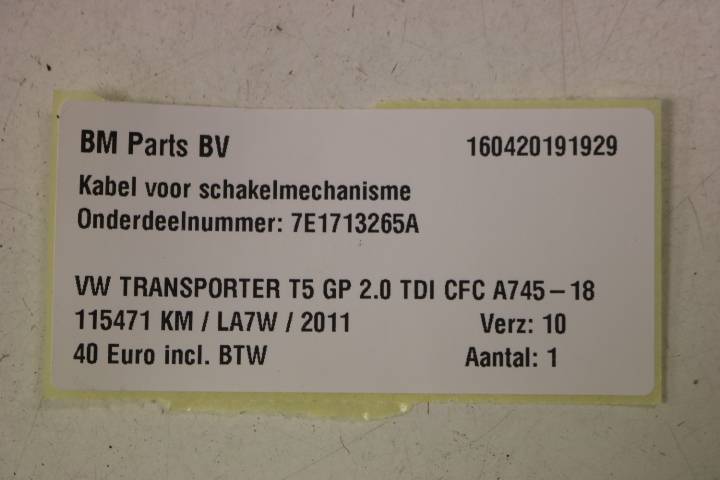 BM Parts BV 160420191929
Kabel voor schakelmechanisme
Onderdeelnummer: 7E1713265A
VW TRANSPORTER T5 GP 2.0 TDI CFC A745-18
115471 KM / LA7W / 2011 Verz: 10
40 Euro incl. BTW Aantal: 1